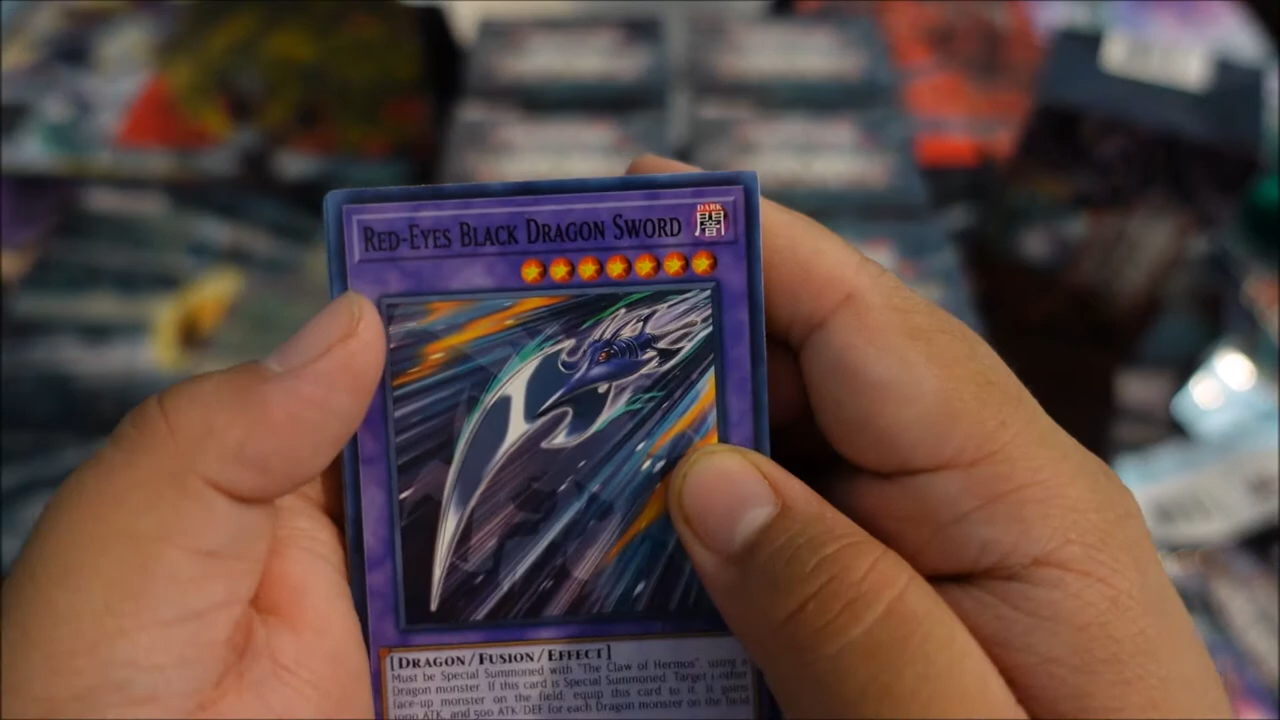 RED-EYES BLACK DRAGON SWORD
DARK
闇
[DRAGON/FUSION/EFFECT]
Must be Special Summoned with "The Claw of Hermos", using a
Dragon monster. If this card is Special Summoned: Target 1 other
face-up monster on the field; equip this card to it. It gains
1000 ATK, and 500 ATK/DEF for each Dragon monster on the field